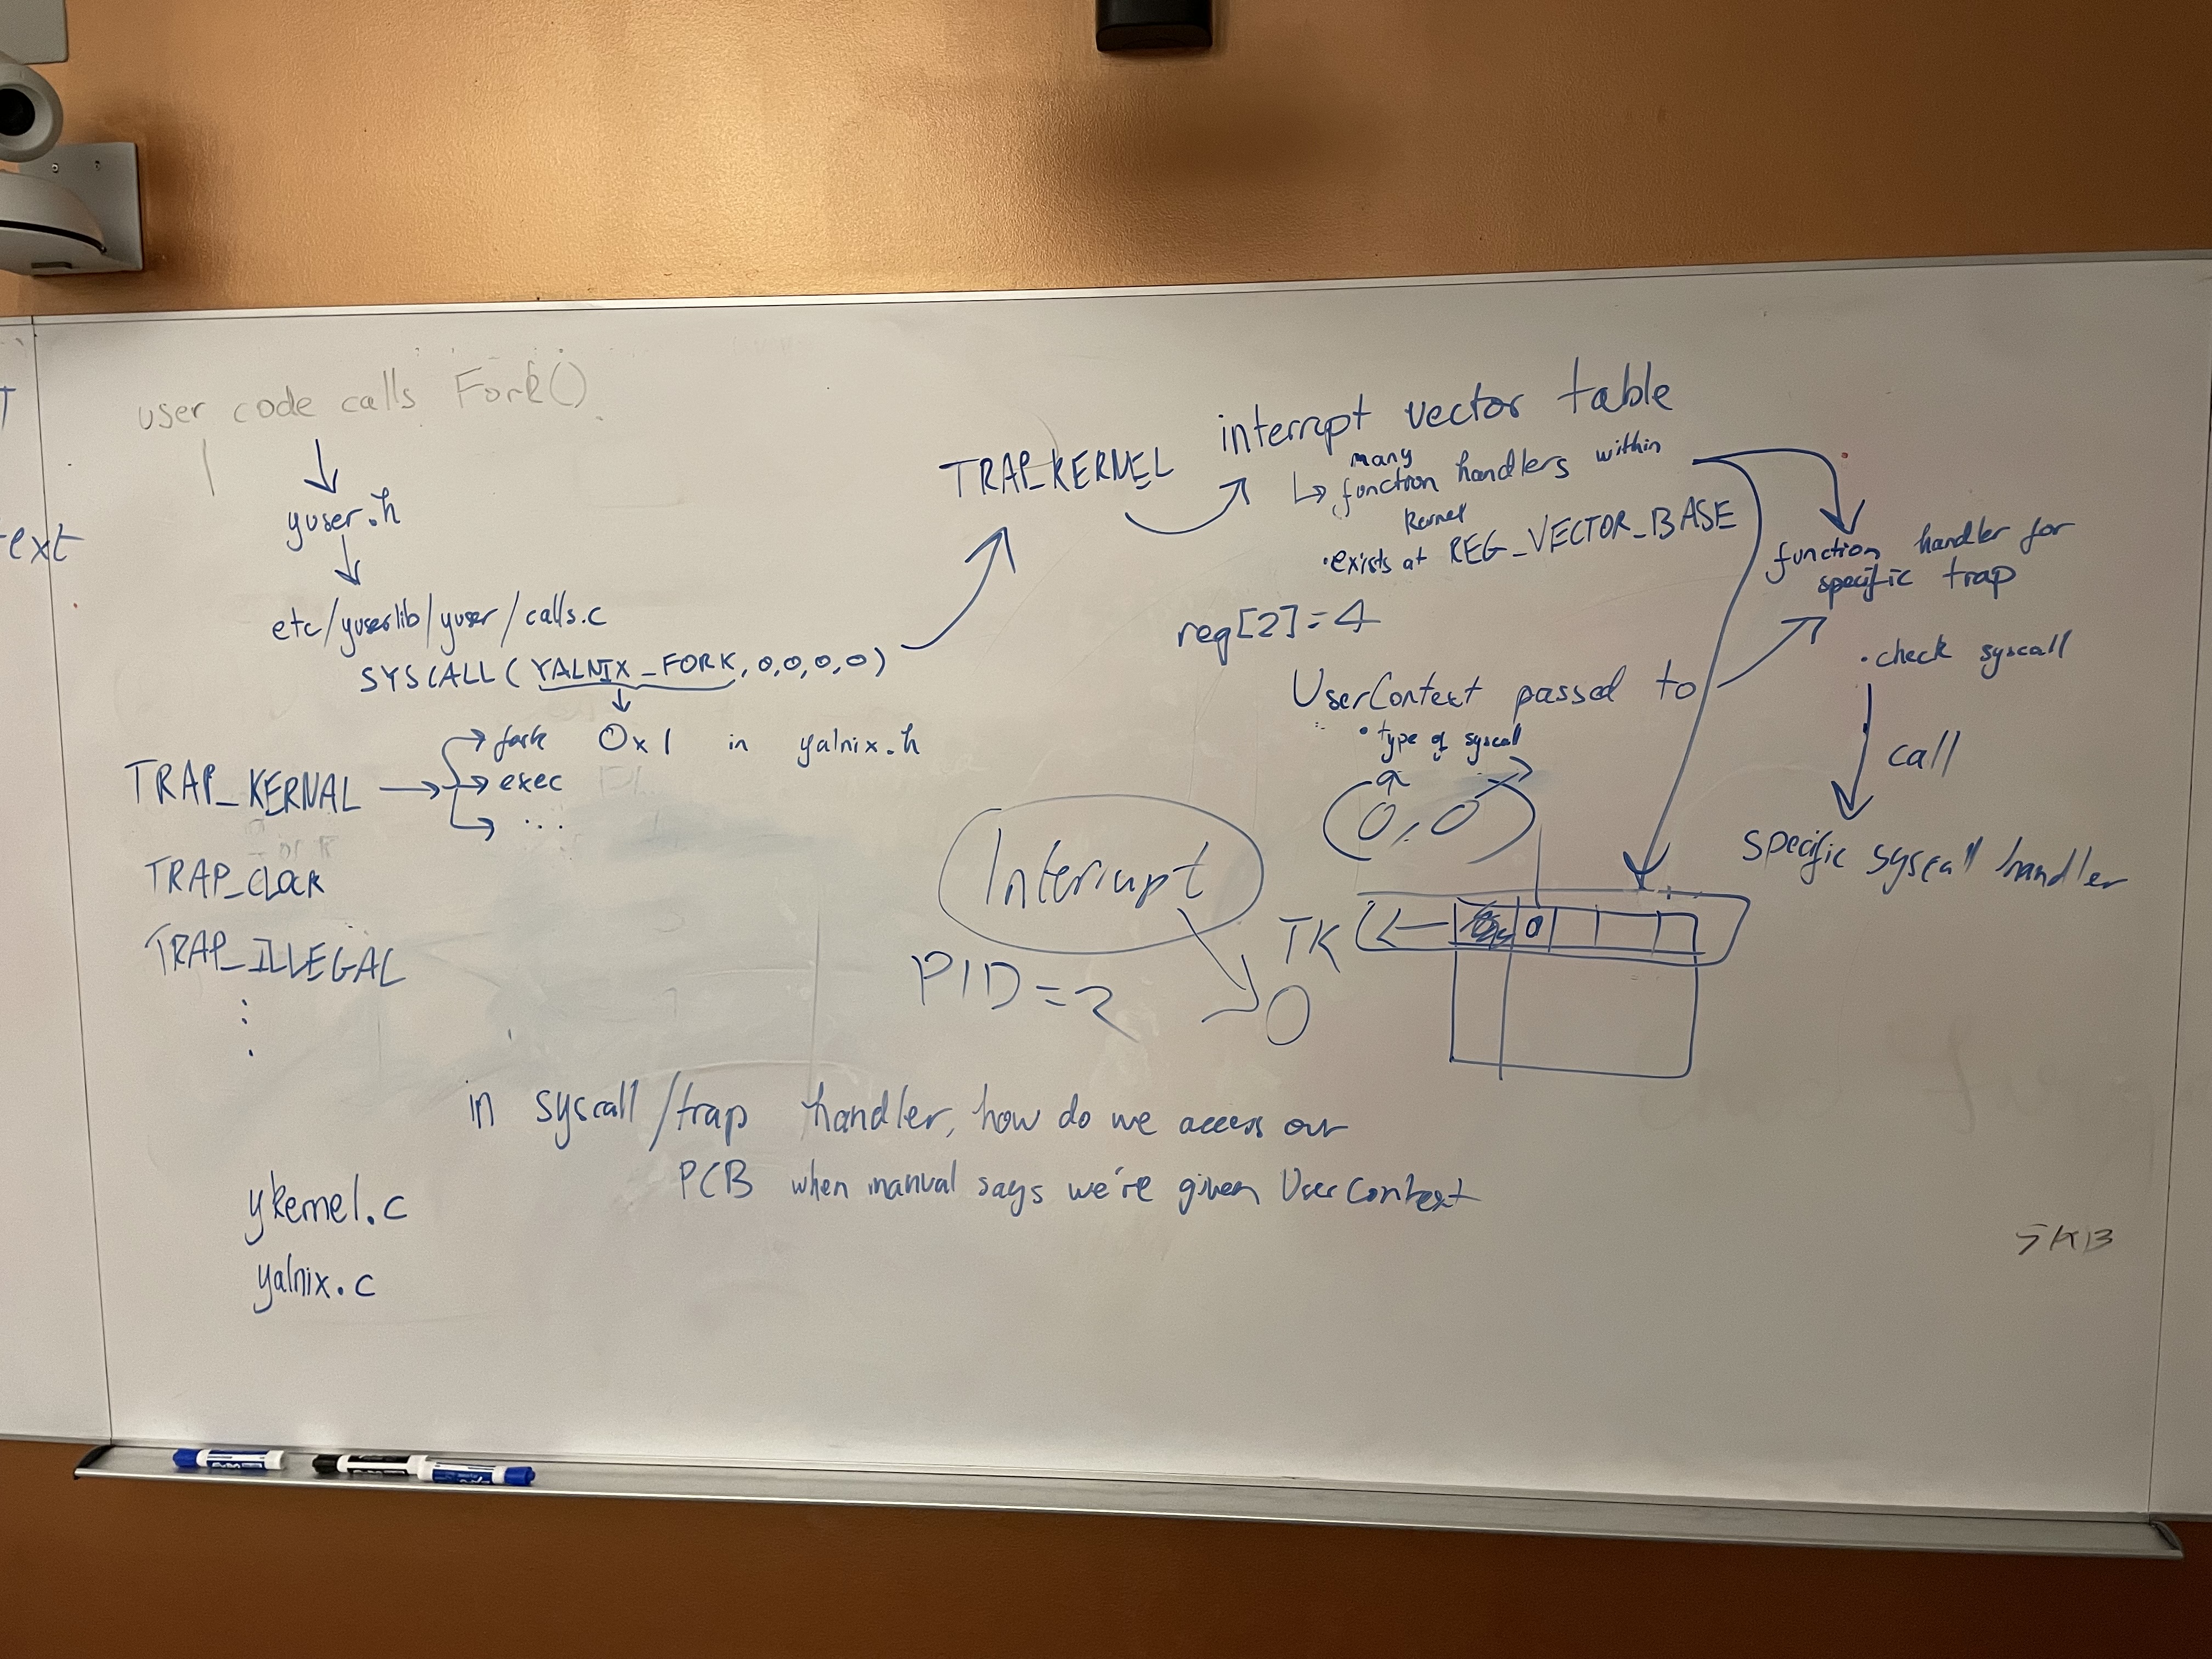 T
text
user code calls Fork()
yuser.h
etc/yuserlib/yuser/calls.c
SYSCALL(YALNIX_FORK,0,0,0,0)
0x1 in yalnix.h
TRAP_KERNAL
fork
exec
...
TRAP_CLOCK
TRAP_ILLEGAL
TRAP_KERNEL
interrupt vector table
many
function handlers within
kernel
•exists at REG_VECTOR_BASE
reg[2]=4
UserContext passed to
• type of syscall
function handler for
specific trap
• check syscall
call
specific syscall handler
Interrupt
PID=2
0
TK
0
in syscall/trap handler, how do we access our
PCB when manual says we're given UserContext
ykernel.c
yalnix.c